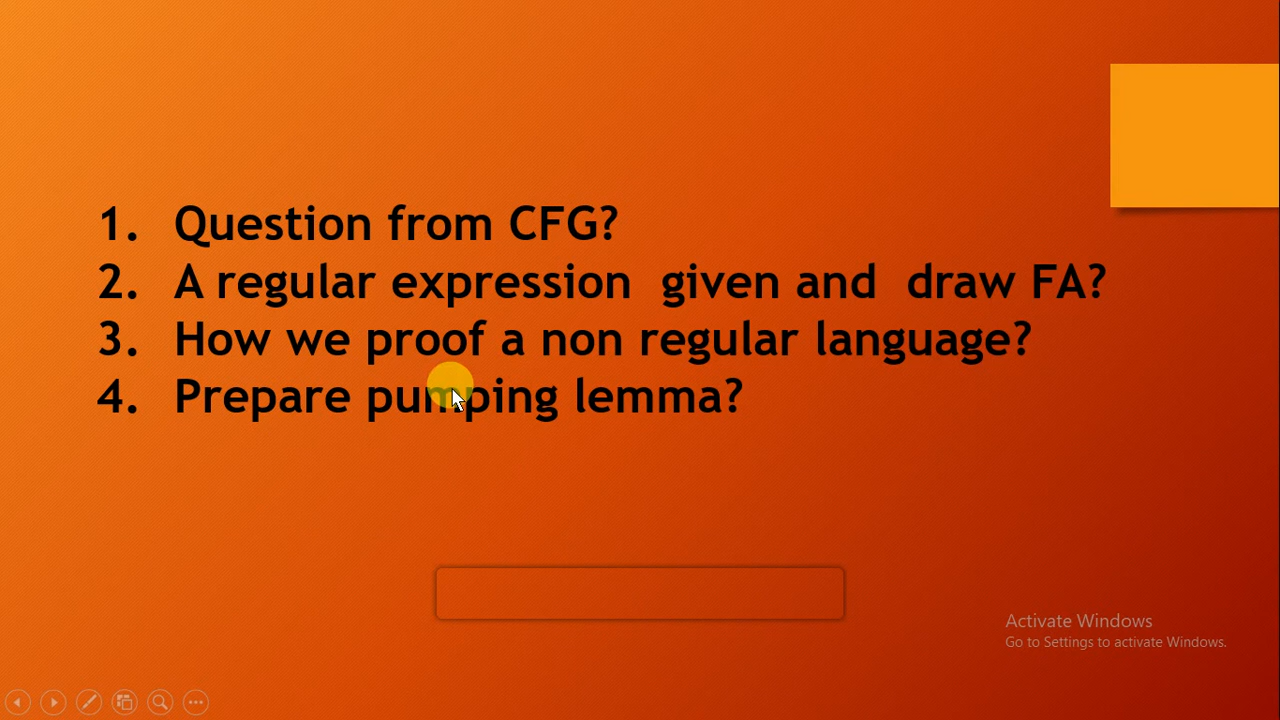 1. Question from CFG?
2. A regular expression given and draw FA?
3. How we proof a non regular language?
4. Prepare pumping lemma?
Activate Windows
Go to Settings to activate Windows.